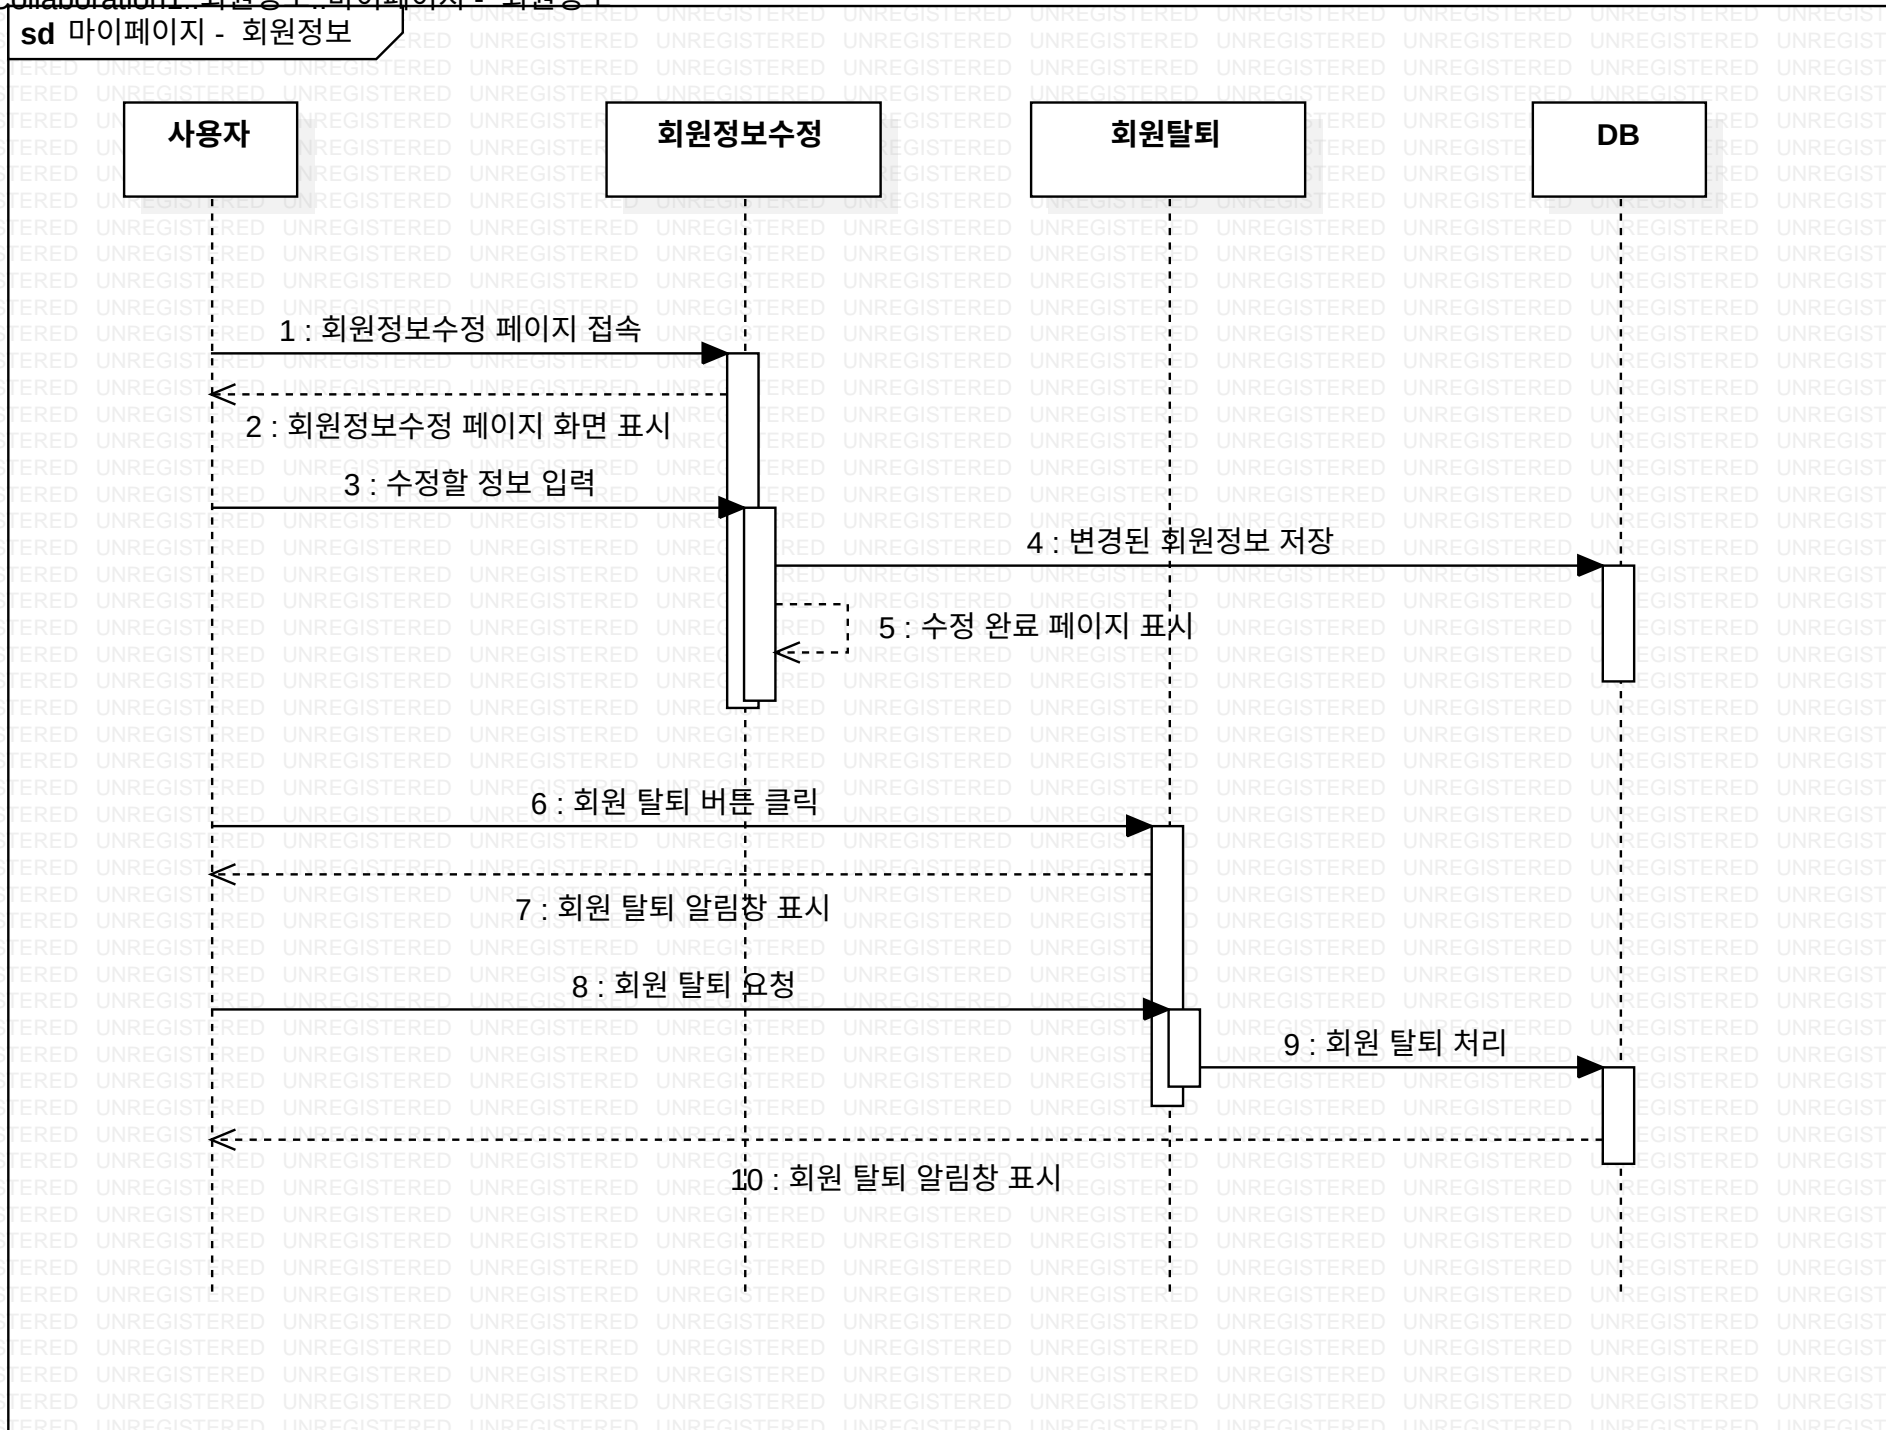 sd 마이페이지 -  회원정보
사용자
회원정보수정
회원탈퇴
DB
1 : 회원정보수정 페이지 접속
2 : 회원정보수정 페이지 화면 표시
3 : 수정할 정보 입력
4 : 변경된 회원정보 저장
5 : 수정 완료 페이지 표시
6 : 회원 탈퇴 버튼 클릭
7 : 회원 탈퇴 알림창 표시
8 : 회원 탈퇴 요청
9 : 회원 탈퇴 처리
10 : 회원 탈퇴 알림창 표시
UNREGISTERED